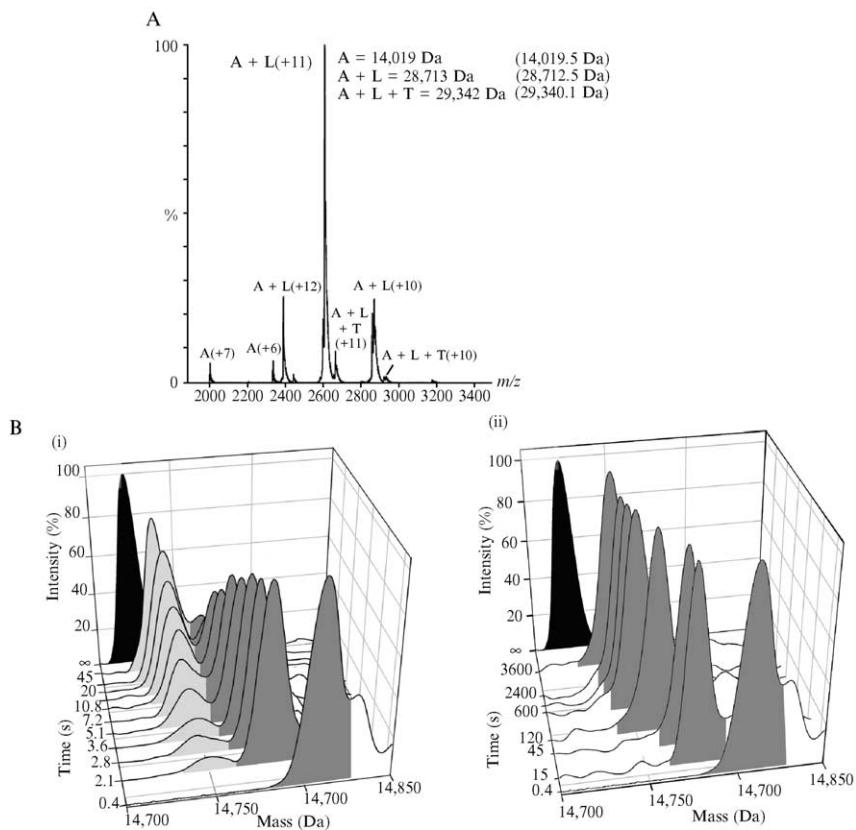 A
100
%
0
A + L(+11)
A = 14,019 Da (14,019.5 Da)
A + L = 28,713 Da (28,712.5 Da)
A + L + T = 29,342 Da (29,340.1 Da)
A + L(+12)
A + L(+10)
A + L
+ T
(+11)
A(+7)
A(+6)
A + L + T(+10)
2000 2200 2400 2600 2800 3000 3200 3400
m/z
B
(i)
100
80
60
40
20
Intensity (%)
∞
45
20
10.8
7.2
5.1
3.6
2.8
2.1
0.4
Time (s)
14,700
14,750
14,700
14,850
Mass (Da)
(ii)
100
80
60
40
20
Intensity (%)
∞
3600
2400
600
120
45
15
0.4
Time (s)
14,700
14,750
14,700
14,850
Mass (Da)